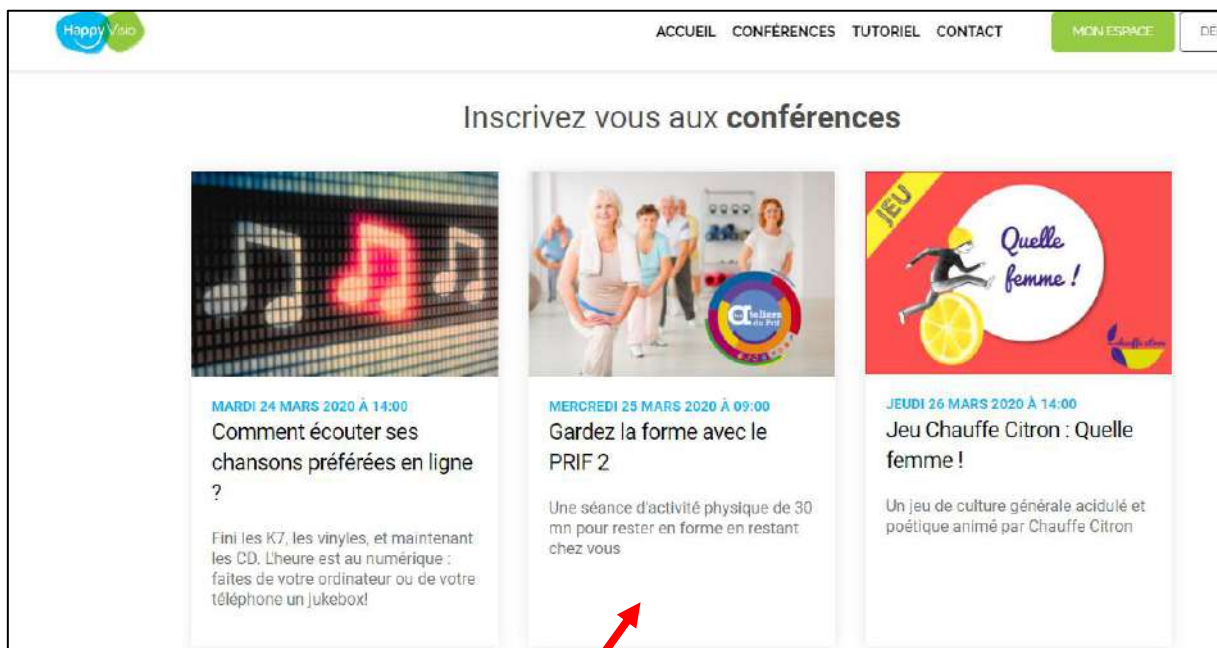 Happy Visio
ACCUEIL CONFÉRENCES TUTORIEL CONTACT
MON ESPACE
Inscrivez vous aux conférences
MARDI 24 MARS 2020 À 14:00
Comment écouter ses
chansons préférées en ligne
?
Fini les K7, les vinyles, et maintenant
les CD. L'heure est au numérique :
faites de votre ordinateur ou de votre
téléphone un jukebox!
Ateliers
du Prif
MERCREDI 25 MARS 2020 À 09:00
Gardez la forme avec le
PRIF 2
Une séance d'activité physique de 30
mn pour rester en forme en restant
chez vous
JEU
Quelle
femme !
chauffe citron
JEUDI 26 MARS 2020 À 14:00
Jeu Chauffe Citron : Quelle
femme !
Un jeu de culture générale acidulé et
poétique animé par Chauffe Citron